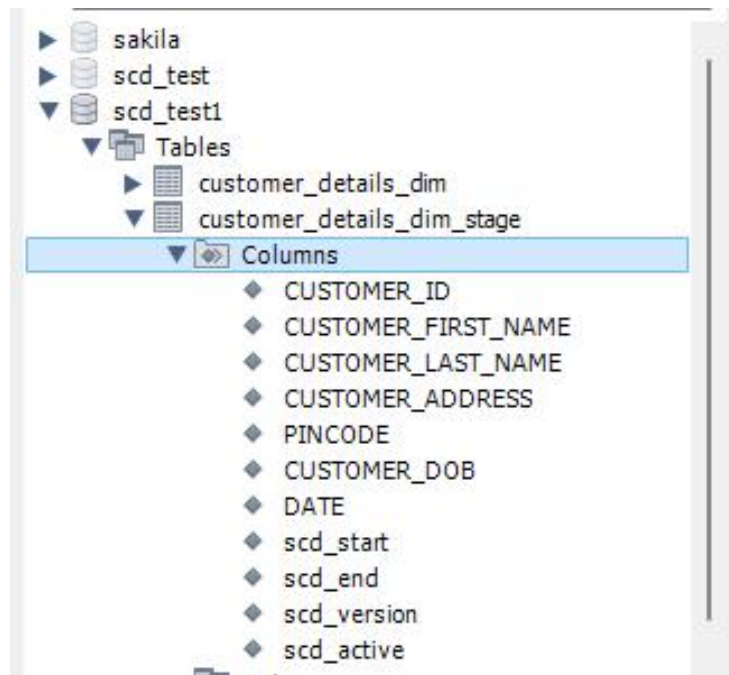 sakila
scd_test
scd_test1
Tables
customer_details_dim
customer_details_dim_stage
Columns
CUSTOMER_ID
CUSTOMER_FIRST_NAME
CUSTOMER_LAST_NAME
CUSTOMER_ADDRESS
PINCODE
CUSTOMER_DOB
DATE
scd_start
scd_end
scd_version
scd_active